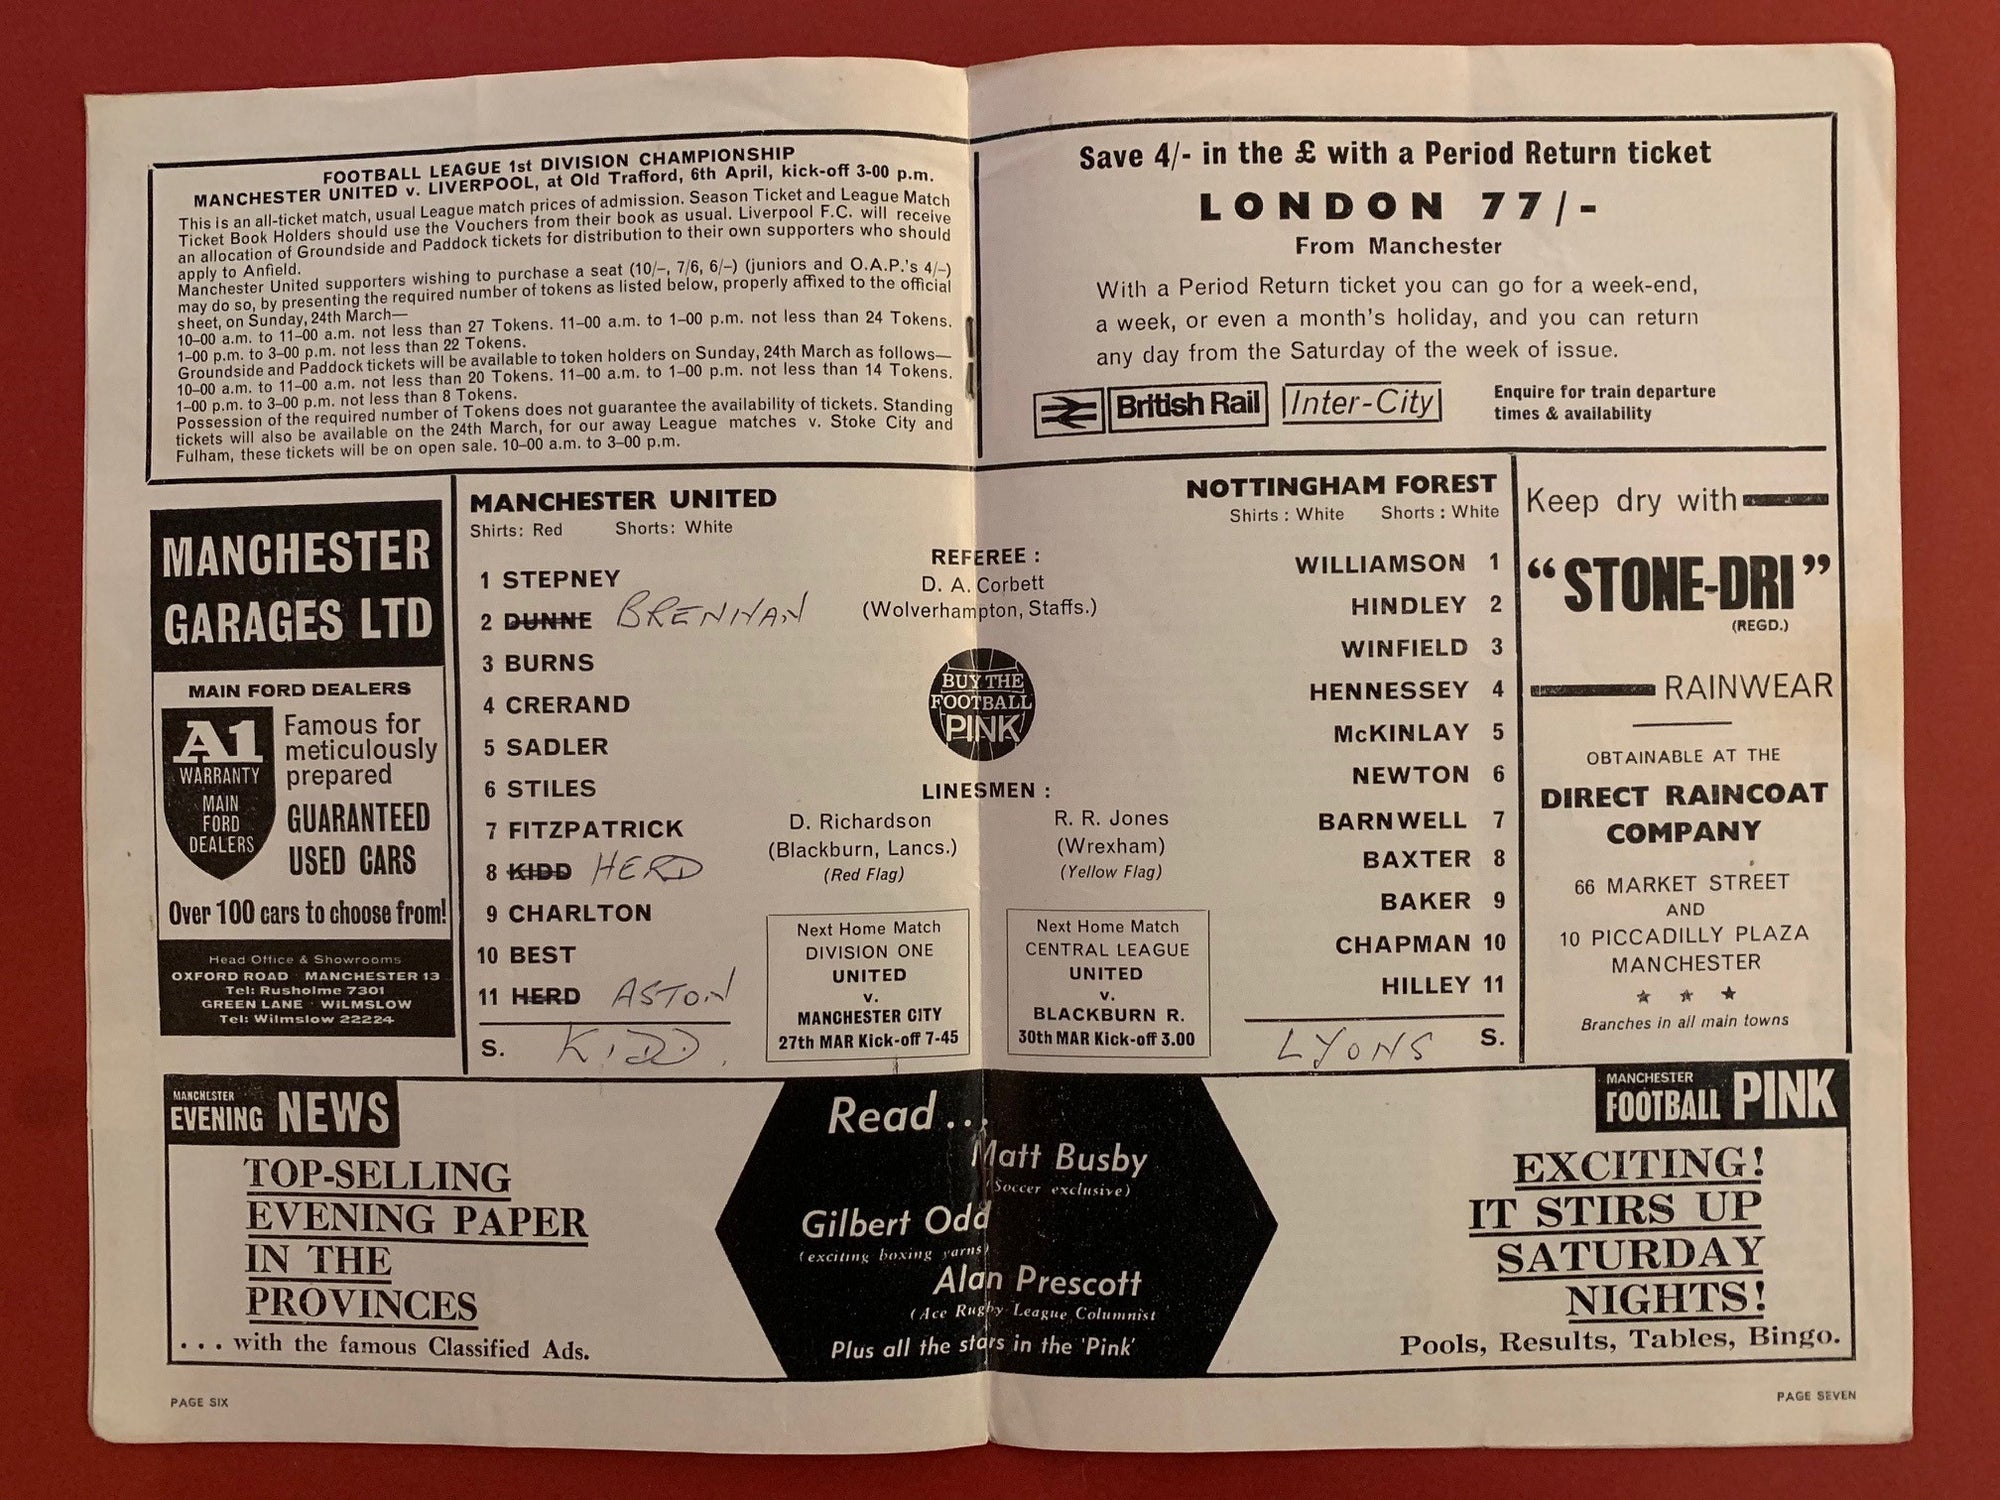 FOOTBALL LEAGUE 1st DIVISION CHAMPIONSHIP
MANCHESTER UNITED v. LIVERPOOL, at Old Trafford, 6th April, kick-off 3-00 p.m.
This is an all-ticket match, usual League match prices of admission. Season Ticket and League Match
Ticket Book Holders should use the Vouchers from their book as usual. Liverpool F.C. will receive
an allocation of Groundside and Paddock tickets for distribution to their own supporters who should
apply to Anfield.
Manchester United supporters wishing to purchase a seat (10/–, 7/6, 6/–) (juniors and O.A.P.'s 4/–)
may do so, by presenting the required number of tokens as listed below, properly affixed to the official
sheet, on Sunday, 24th March—
10–00 a.m. to 11–00 a.m. not less than 27 Tokens. 11–00 a.m. to 1–00 p.m. not less than 24 Tokens.
1–00 p.m. to 3–00 p.m. not less than 22 Tokens.
Groundside and Paddock tickets will be available to token holders on Sunday, 24th March as follows—
10–00 a.m. to 11–00 a.m. not less than 20 Tokens. 11–00 a.m. to 1–00 p.m. not less than 14 Tokens.
1–00 p.m. to 3–00 p.m. not less than 8 Tokens.
Possession of the required number of Tokens does not guarantee the availability of tickets. Standing
tickets will also be available on the 24th March, for our away League matches v. Stoke City and
Fulham, these tickets will be on open sale. 10–00 a.m. to 3–00 p.m.
Save 4/- in the £ with a Period Return ticket
LONDON 77/-
From Manchester
With a Period Return ticket you can go for a week-end,
a week, or even a month's holiday, and you can return
any day from the Saturday of the week of issue.
British Rail Inter-City
Enquire for train departure
times & availability
MANCHESTER
GARAGES LTD
MAIN FORD DEALERS
A1
WARRANTY
MAIN
FORD
DEALERS
Famous for
meticulously
prepared
GUARANTEED
USED CARS
Over 100 cars to choose from!
Head Office & Showrooms
OXFORD ROAD · MANCHESTER 13
Tel: Rusholme 7301
GREEN LANE · WILMSLOW
Tel: Wilmslow 22224
MANCHESTER UNITED
Shirts: Red Shorts: White
1 STEPNEY
2 DUNNE BRENNAN
3 BURNS
4 CRERAND
5 SADLER
6 STILES
7 FITZPATRICK
8 KIDD HERD
9 CHARLTON
10 BEST
11 HERD ASTON
S. KIDD.
REFEREE :
D. A. Corbett
(Wolverhampton, Staffs.)
BUY THE
FOOTBALL
PINK
LINESMEN :
D. Richardson
(Blackburn, Lancs.)
(Red Flag)
R. R. Jones
(Wrexham)
(Yellow Flag)
Next Home Match
DIVISION ONE
UNITED
v.
MANCHESTER CITY
27th MAR Kick-off 7-45
Next Home Match
CENTRAL LEAGUE
UNITED
v.
BLACKBURN R.
30th MAR Kick-off 3.00
NOTTINGHAM FOREST
Shirts : White Shorts : White
WILLIAMSON 1
HINDLEY 2
WINFIELD 3
HENNESSEY 4
McKINLAY 5
NEWTON 6
BARNWELL 7
BAXTER 8
BAKER 9
CHAPMAN 10
HILLEY 11
LYONS S.
Keep dry with
“STONE-DRI”
(REGD.)
RAINWEAR
OBTAINABLE AT THE
DIRECT RAINCOAT
COMPANY
66 MARKET STREET
AND
10 PICCADILLY PLAZA
MANCHESTER
Branches in all main towns
MANCHESTER
EVENING NEWS
TOP-SELLING
EVENING PAPER
IN THE
PROVINCES
. . . with the famous Classified Ads.
Read . . .
Matt Busby
(Soccer exclusive)
Gilbert Odd
(exciting boxing yarns)
Alan Prescott
(Ace Rugby League Columnist
Plus all the stars in the 'Pink'
MANCHESTER
FOOTBALL PINK
EXCITING!
IT STIRS UP
SATURDAY
NIGHTS!
Pools, Results, Tables, Bingo.
PAGE SIX
PAGE SEVEN